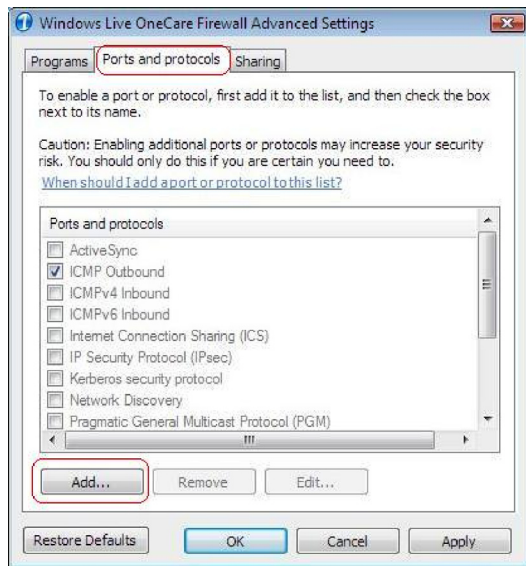 Windows Live OneCare Firewall Advanced Settings
Programs Ports and protocols Sharing
To enable a port or protocol, first add it to the list, and then check the box
next to its name.
Caution: Enabling additional ports or protocols may increase your security
risk. You should only do this if you are certain you need to.
When should I add a port or protocol to this list?
Ports and protocols
ActiveSync
ICMP Outbound
ICMPv4 Inbound
ICMPv6 Inbound
Internet Connection Sharing (ICS)
IP Security Protocol (IPsec)
Kerberos security protocol
Network Discovery
Pragmatic General Multicast Protocol (PGM)
Add... Remove Edit...
Restore Defaults OK Cancel Apply